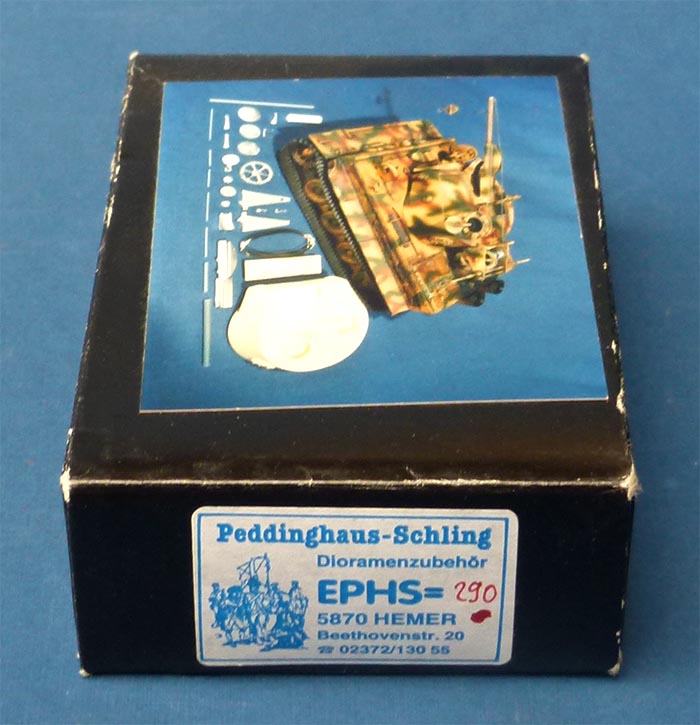 Peddinghaus-Schling
Dioramenzubehör
EPHS= 290
5870 HEMER
Beethovenstr. 20
☎ 02372/130 55